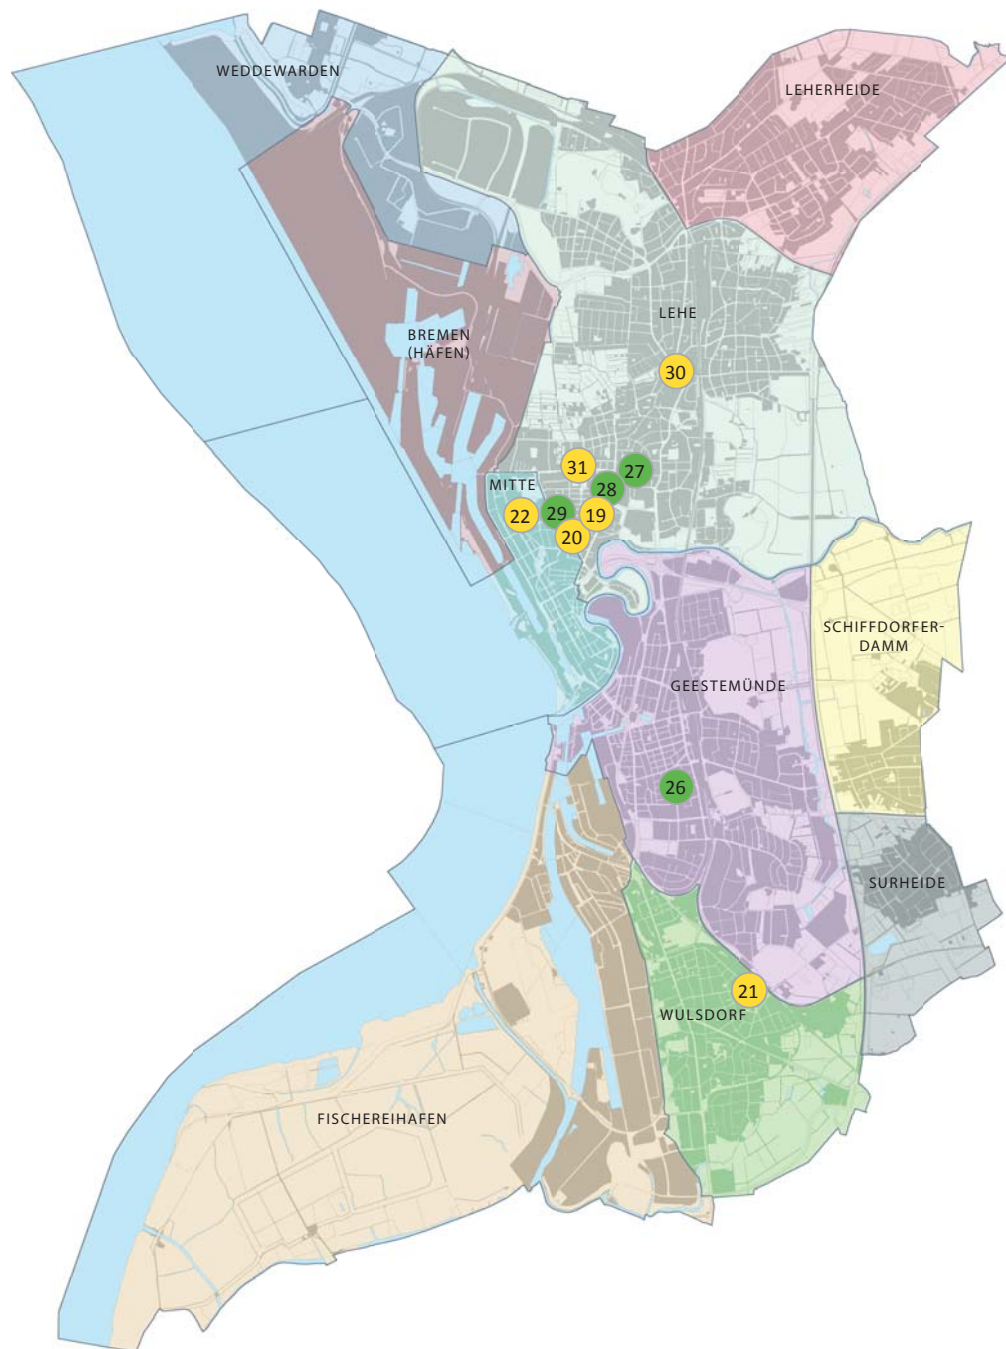 WEDDEWARDEN
LEHERHEIDE
LEHE
BREMEN
(HÄFEN)
30
31
27
MITTE
28
22
29
19
20
SCHIFFDORFER-
DAMM
GEESTEMÜNDE
26
SURHEIDE
21
WULSDORF
FISCHEREIHAFEN